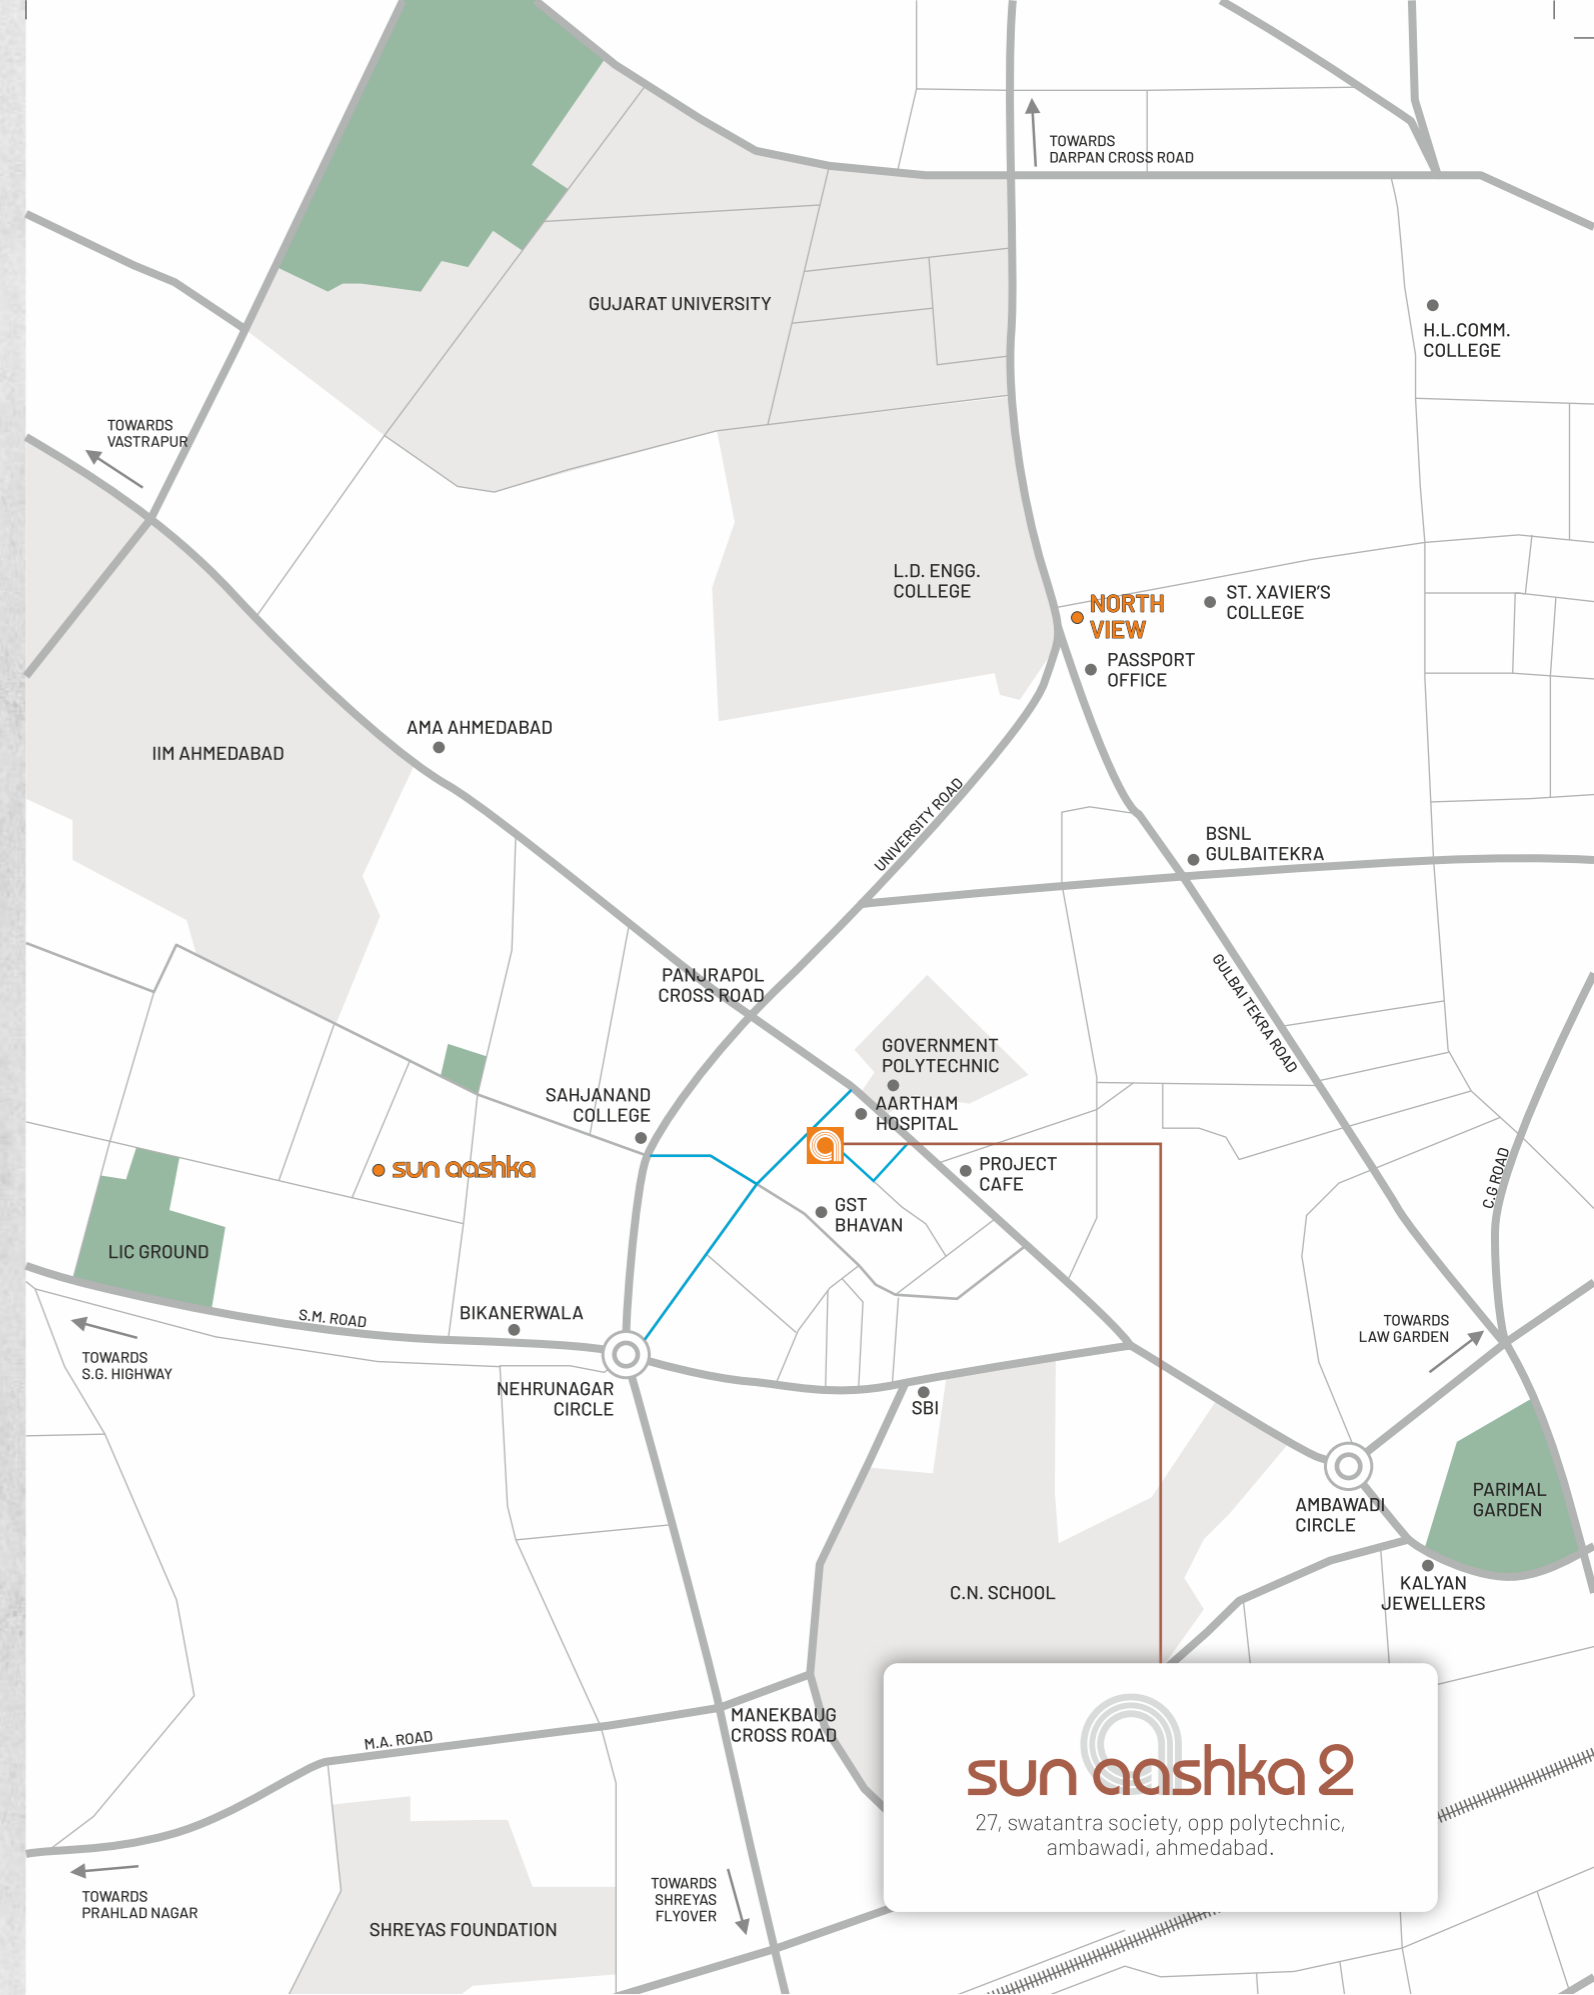 TOWARDS
DARPAN CROSS ROAD
GUJARAT UNIVERSITY
H.L.COMM.
COLLEGE
TOWARDS
VASTRAPUR
L.D. ENGG.
COLLEGE
NORTH
VIEW
ST. XAVIER'S
COLLEGE
PASSPORT
OFFICE
AMA AHMEDABAD
IIM AHMEDABAD
UNIVERSITY ROAD
BSNL
GULBAITEKRA
PANJRAPOL
CROSS ROAD
GULBAI TEKRA ROAD
GOVERNMENT
POLYTECHNIC
SAHJANAND
COLLEGE
AARTHAM
HOSPITAL
sun aashka
PROJECT
CAFE
C.G ROAD
GST
BHAVAN
LIC GROUND
S.M. ROAD
BIKANERWALA
TOWARDS
LAW GARDEN
TOWARDS
S.G. HIGHWAY
NEHRUNAGAR
CIRCLE
SBI
PARIMAL
GARDEN
AMBAWADI
CIRCLE
KALYAN
JEWELLERS
C.N. SCHOOL
MANEKBAUG
CROSS ROAD
M.A. ROAD
sun aashka 2
27, swatantra society, opp polytechnic,
ambawadi, ahmedabad.
TOWARDS
PRAHLAD NAGAR
TOWARDS
SHREYAS
FLYOVER
SHREYAS FOUNDATION